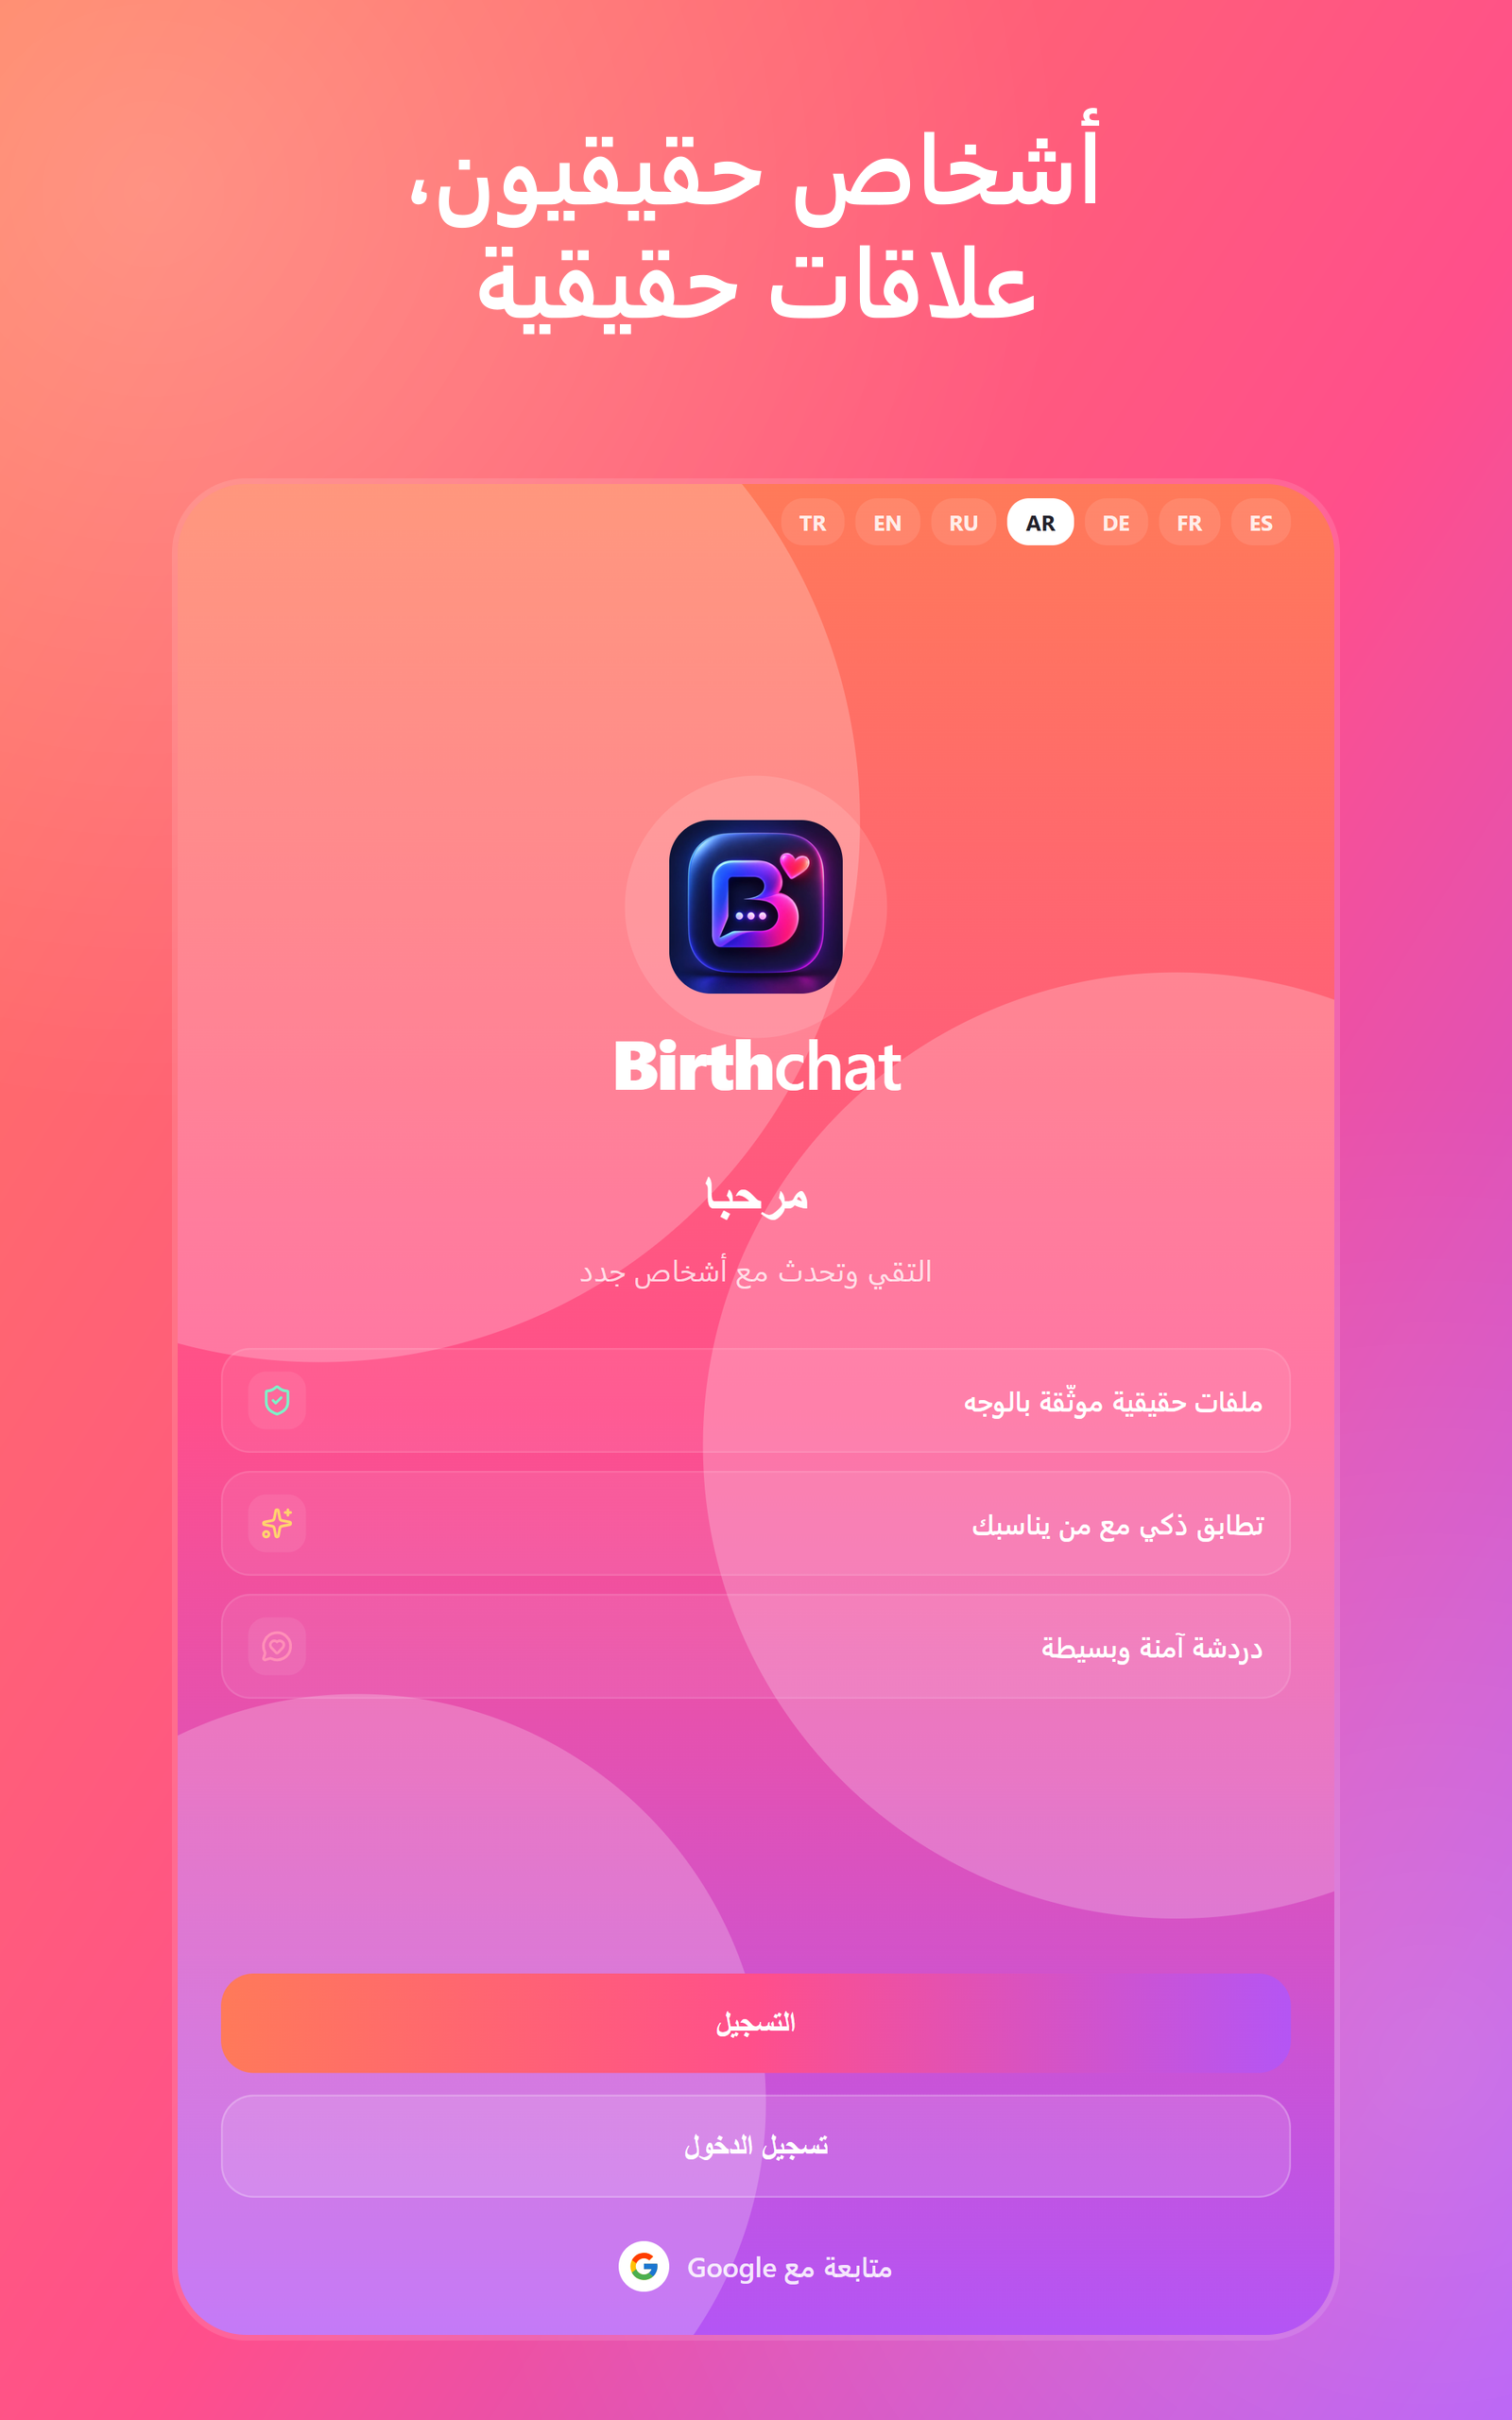 أشخاص حقيقيون،
علاقات حقيقية
TR EN RU AR DE FR ES
Birthchat
مرحبا
التقي وتحدث مع أشخاص جدد
ملفات حقيقية موثّقة بالوجه
تطابق ذكي مع من يناسبك
دردشة آمنة وبسيطة
التسجيل
تسجيل الدخول
متابعة مع Google